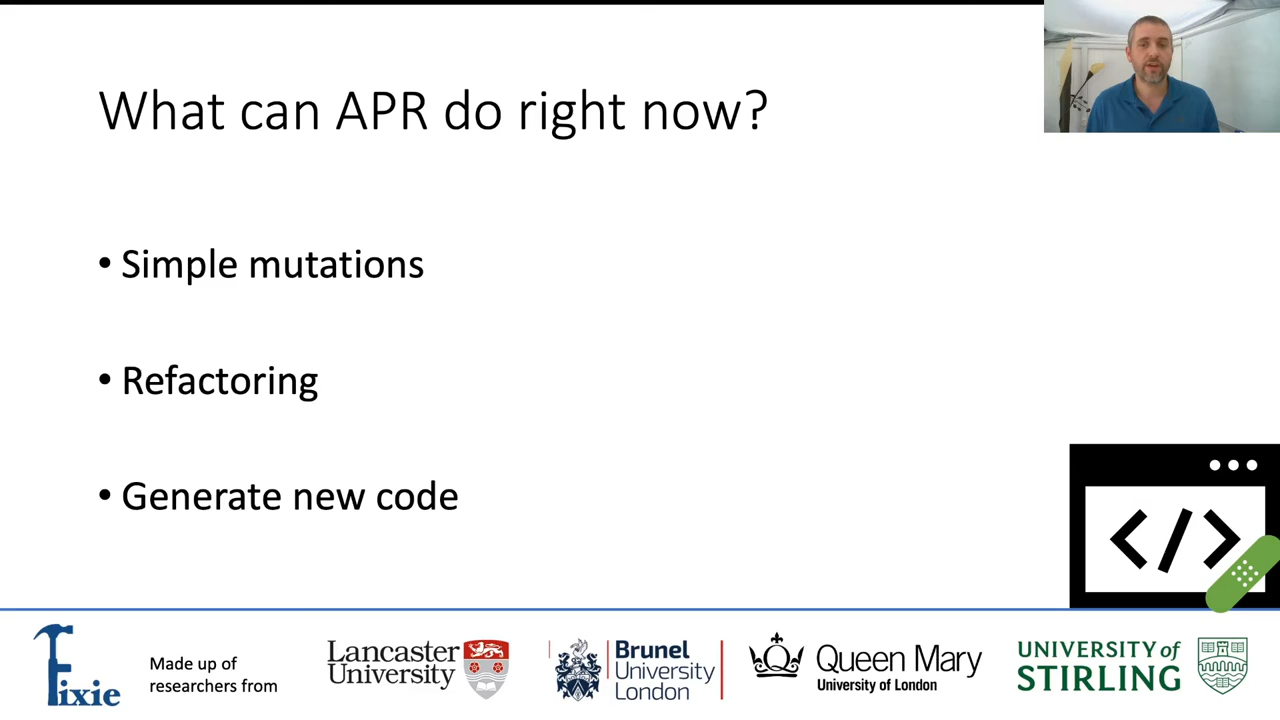 What can APR do right now?
• Simple mutations
• Refactoring
• Generate new code
</>
Fixie
Made up of
researchers from
Lancaster
University
Brunel
University
London
Queen Mary
University of London
UNIVERSITY of
STIRLING